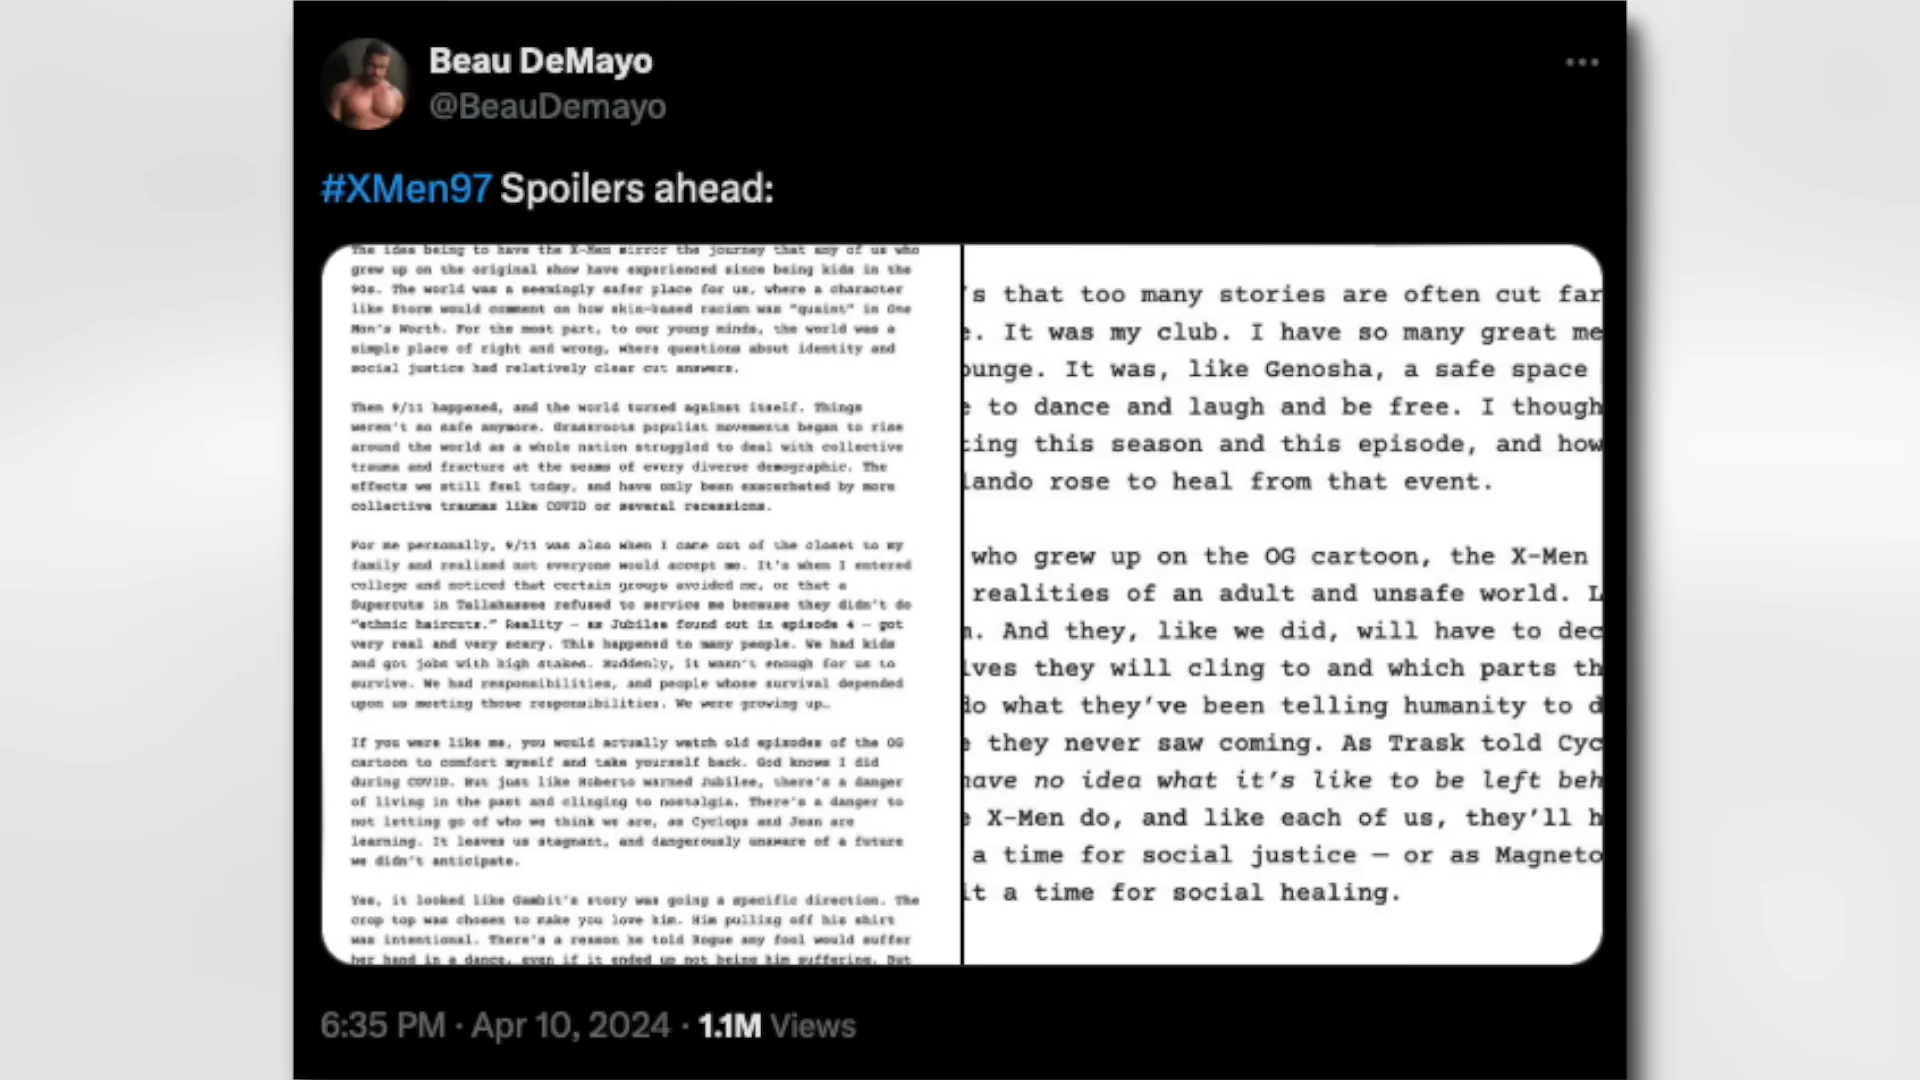 Beau DeMayo
@BeauDemayo
#XMen97 Spoilers ahead:
The idea being to have the X-Men mirror the journey that any of us who
grew up on the original show have experienced since being kids in the
90s. The world was a seemingly safer place for us, where a character
like Storm would comment on how skin-based racism was "quaint" in One
Man's Worth. For the most part, to our young minds, the world was a
simple place of right and wrong, where questions about identity and
social justice had relatively clear cut answers.
Then 9/11 happened, and the world turned against itself. Things
weren't so safe anymore. Grassroots populist movements began to rise
around the world as a whole nation struggled to deal with collective
trauma and fracture at the seams of every diverse demographic. The
effects we still feel today, and have only been exacerbated by more
collective traumas like COVID or several recessions.
For me personally, 9/11 was also when I came out of the closet to my
family and realized not everyone would accept me. It's when I entered
college and noticed that certain groups avoided me, or that a
Supercuts in Tallahassee refused to service me because they didn't do
"ethnic haircuts." Reality — as Jubilee found out in episode 4 — got
very real and very scary. This happened to many people. We had kids
and got jobs with high stakes. Suddenly, it wasn't enough for us to
survive. We had responsibilities, and people whose survival depended
upon us meeting those responsibilities. We were growing up…
If you were like me, you would actually watch old episodes of the OG
cartoon to comfort myself and take yourself back. God knows I did
during COVID. But just like Roberto warned Jubilee, there's a danger
of living in the past and clinging to nostalgia. There's a danger to
not letting go of who we think we are, as Cyclops and Jean are
learning. It leaves us stagnant, and dangerously unaware of a future
we didn't anticipate.
Yes, it looked like Gambit's story was going a specific direction. The
crop top was chosen to make you love him. Him pulling off his shirt
was intentional. There's a reason he told Rogue any fool would suffer
her hand in a dance, even if it ended up not being him suffering. But
's that too many stories are often cut far
e. It was my club. I have so many great me
ounge. It was, like Genosha, a safe space
e to dance and laugh and be free. I though
ting this season and this episode, and how
lando rose to heal from that event.
who grew up on the OG cartoon, the X-Men
realities of an adult and unsafe world. L
m. And they, like we did, will have to dec
lves they will cling to and which parts th
do what they've been telling humanity to d
e they never saw coming. As Trask told Cyc
have no idea what it's like to be left beh
e X-Men do, and like each of us, they'll h
a time for social justice — or as Magneto
it a time for social healing.
6:35 PM · Apr 10, 2024 · 1.1M Views